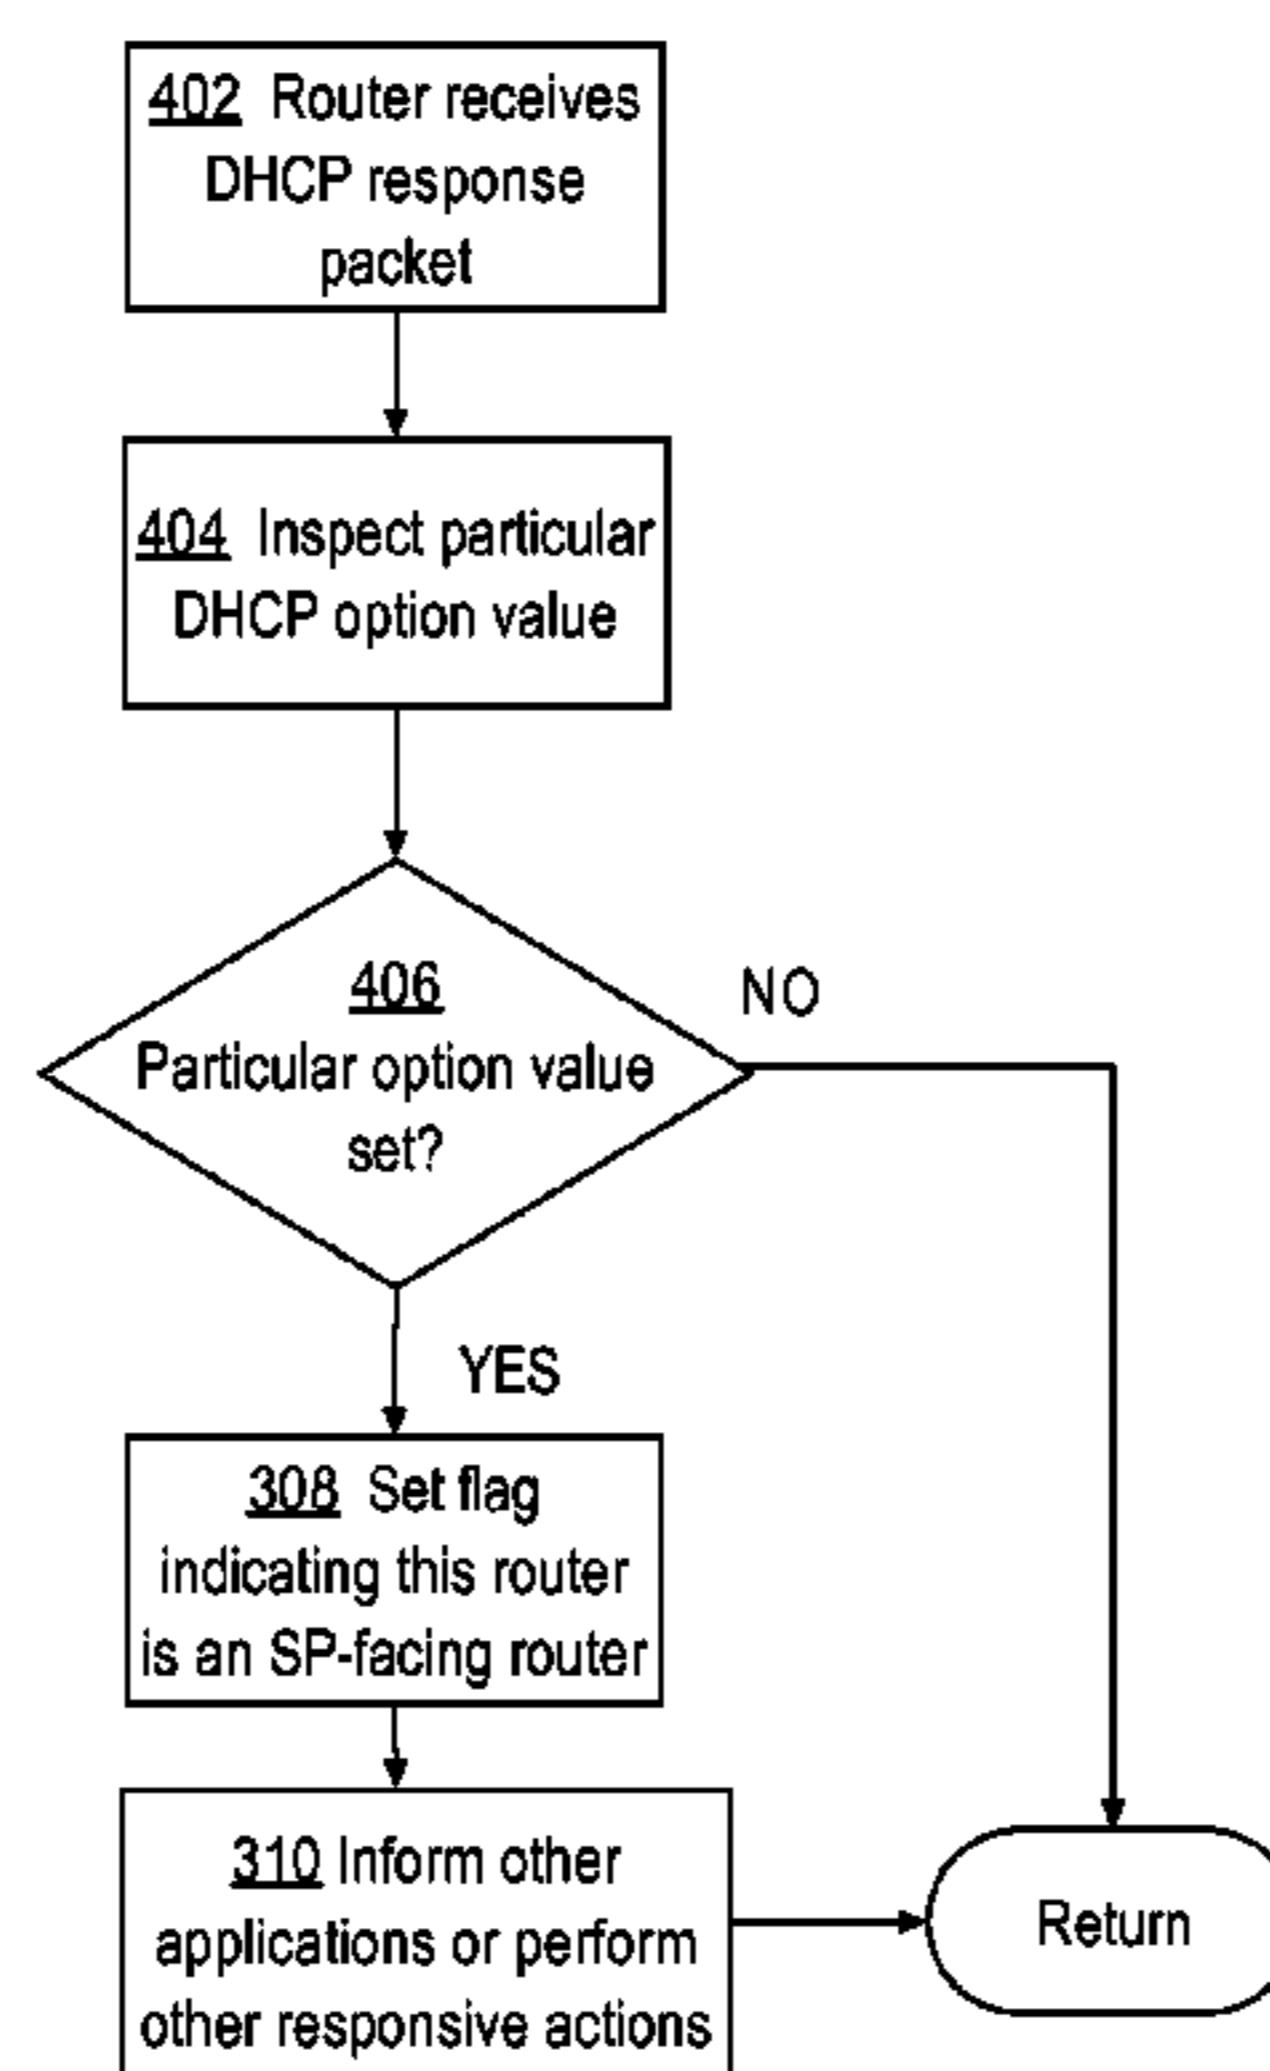 402 Router receives
DHCP response
packet
404 Inspect particular
DHCP option value
406
Particular option value
set?
NO
YES
308 Set flag
indicating this router
is an SP-facing router
310 Inform other
applications or perform
other responsive actions
Return